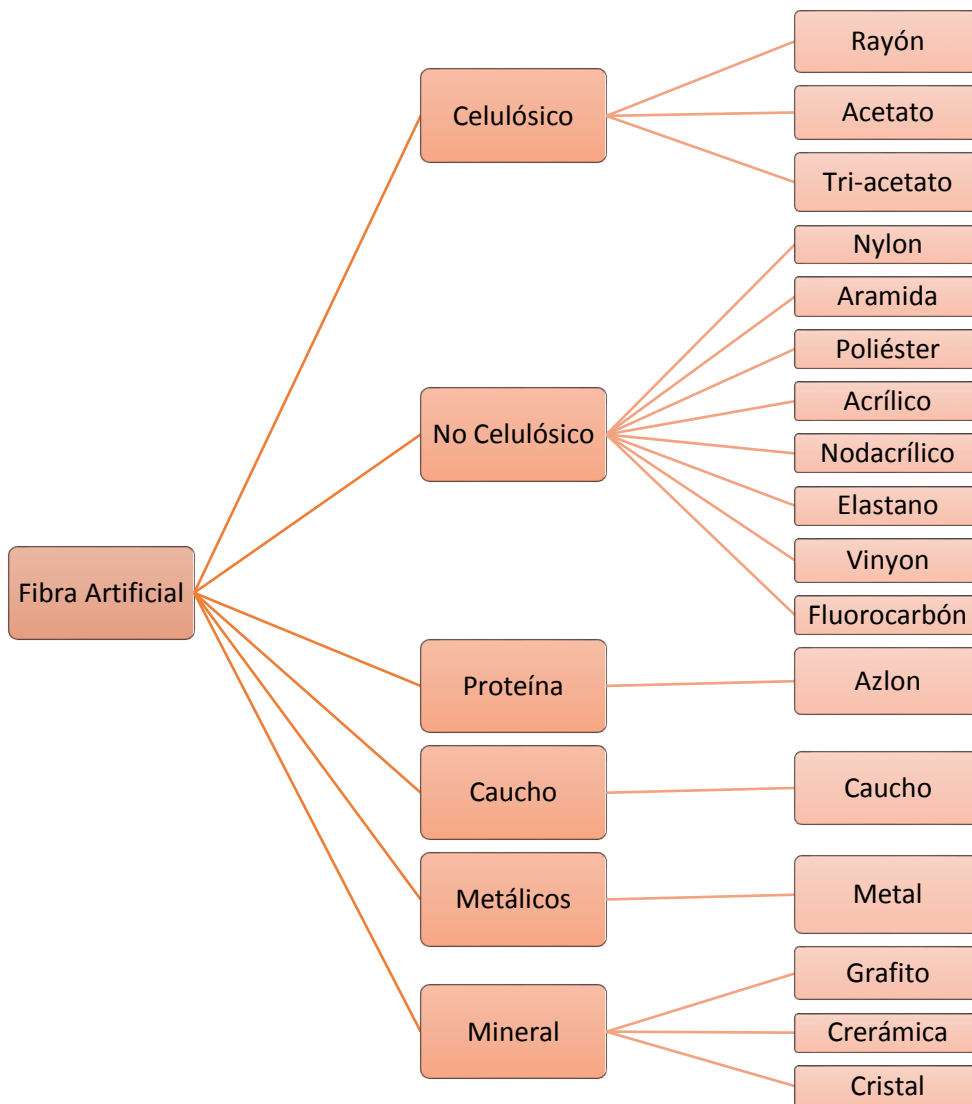 Fibra Artificial
Celulósico
Rayón
Acetato
Tri-acetato
No Celulósico
Nylon
Aramida
Poliéster
Acrílico
Nodacrílico
Elastano
Vinyon
Fluorocarbón
Proteína
Azlon
Caucho
Caucho
Metálicos
Metal
Mineral
Grafito
Crerámica
Cristal